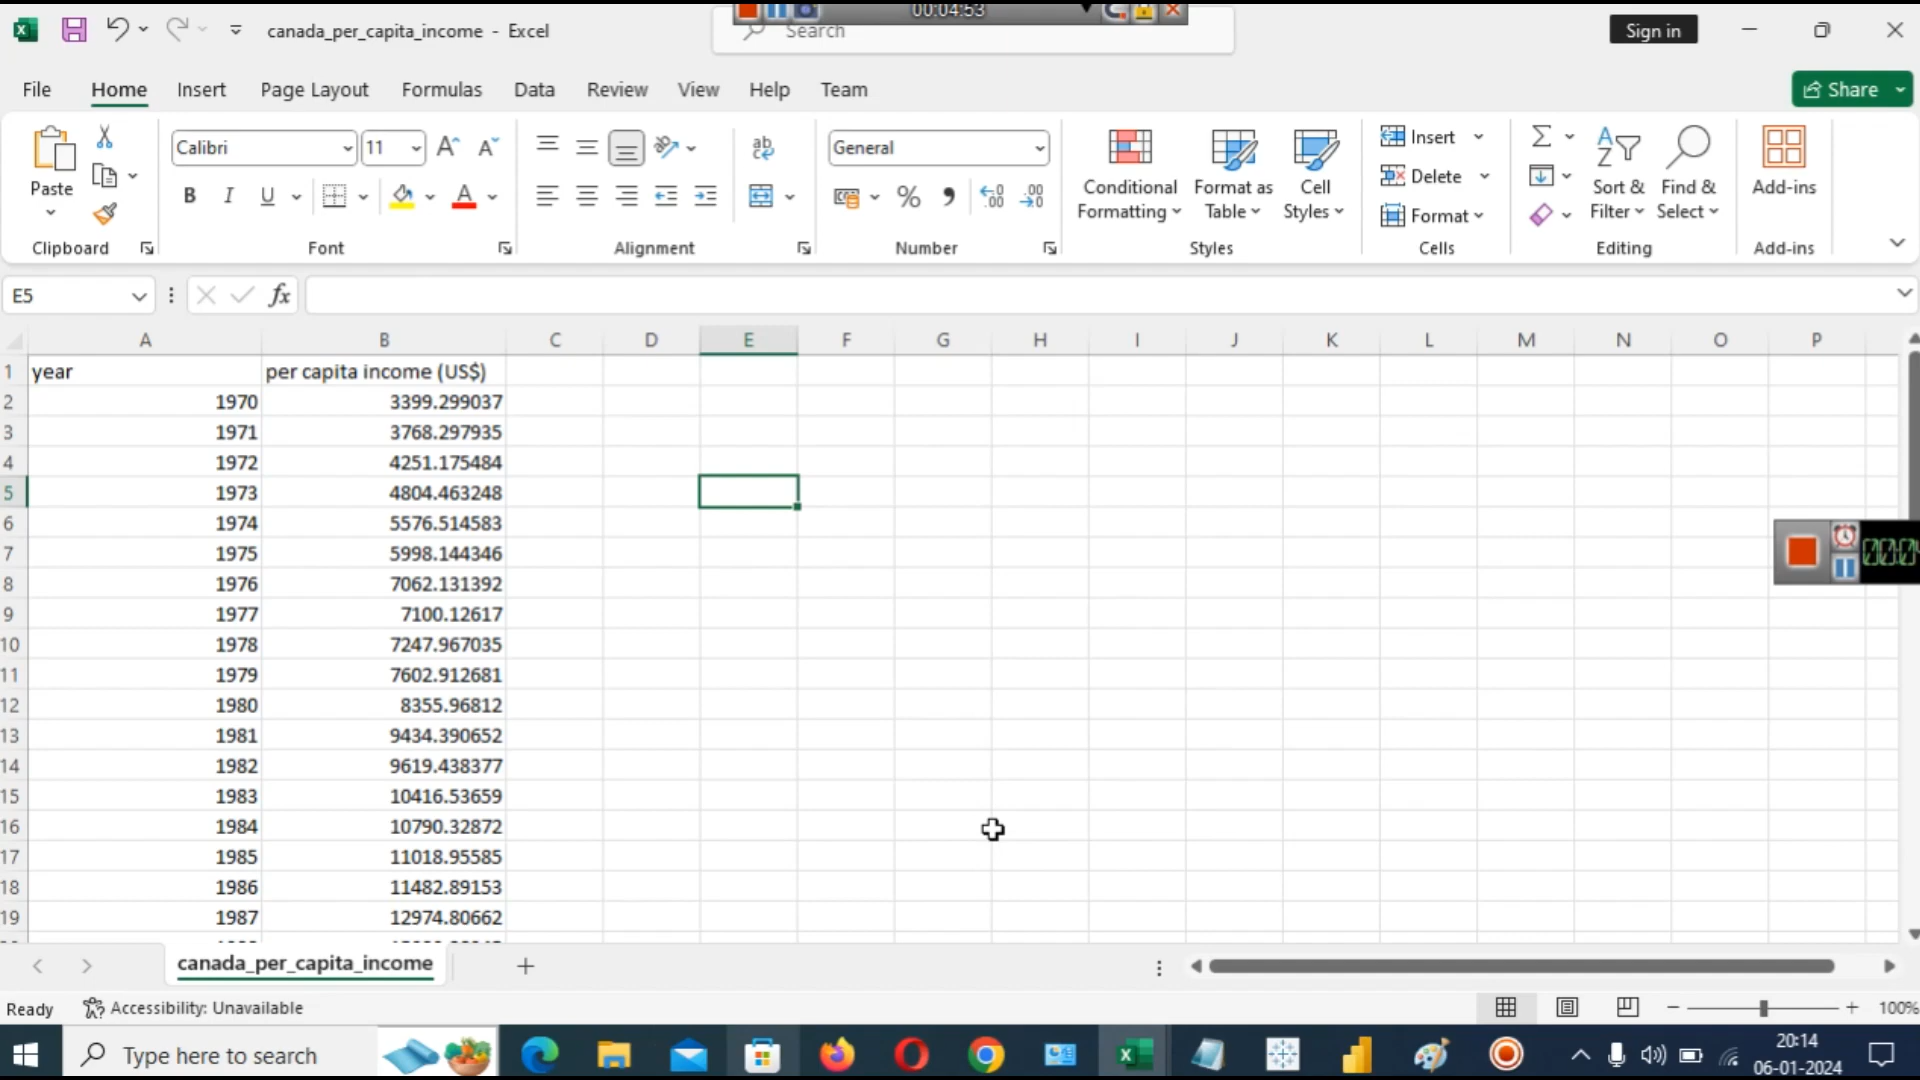 00:04:53
canada_per_capita_income - Excel
Search
Sign in
File Home Insert Page Layout Formulas Data Review View Help Team
Share
Paste
Clipboard
Calibri 11
B I U A
Font
ab
Alignment
General
% 
Number
Conditional Formatting
Format as Table
Cell Styles
Styles
Insert
Delete
Format
Cells
Sort & Filter
Find & Select
Editing
Add-ins
Add-ins
E5 fx
A B C D E F G H I J K L M N O P
1 year per capita income (US$)
2 1970 3399.299037
3 1971 3768.297935
4 1972 4251.175484
5 1973 4804.463248
6 1974 5576.514583
7 1975 5998.144346
8 1976 7062.131392
9 1977 7100.12617
10 1978 7247.967035
11 1979 7602.912681
12 1980 8355.96812
13 1981 9434.390652
14 1982 9619.438377
15 1983 10416.53659
16 1984 10790.32872
17 1985 11018.95585
18 1986 11482.89153
19 1987 12974.80662
canada_per_capita_income
Ready Accessibility: Unavailable
100%
Type here to search
20:14
06-01-2024